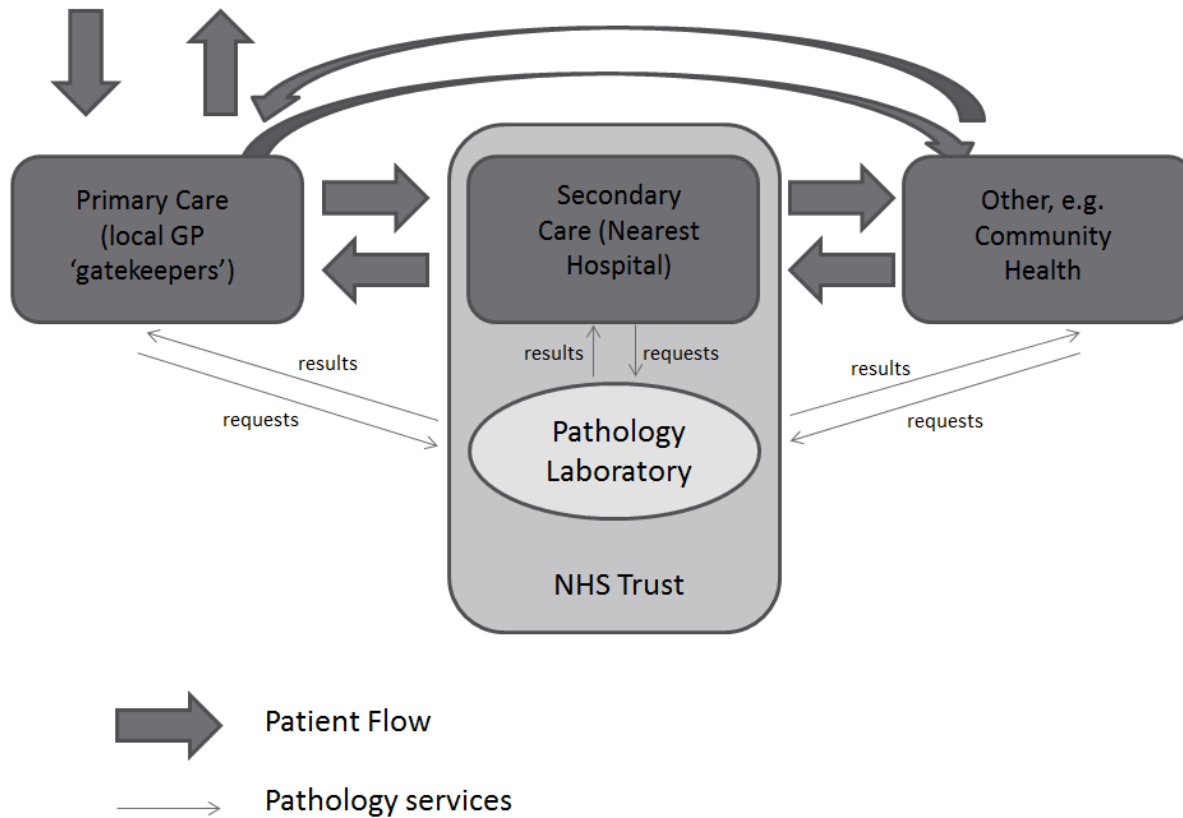 Primary Care
(local GP
‘gatekeepers’)
Secondary
Care (Nearest
Hospital)
Other, e.g.
Community
Health
results
requests
results
requests
results
requests
Pathology
Laboratory
NHS Trust
Patient Flow
Pathology services